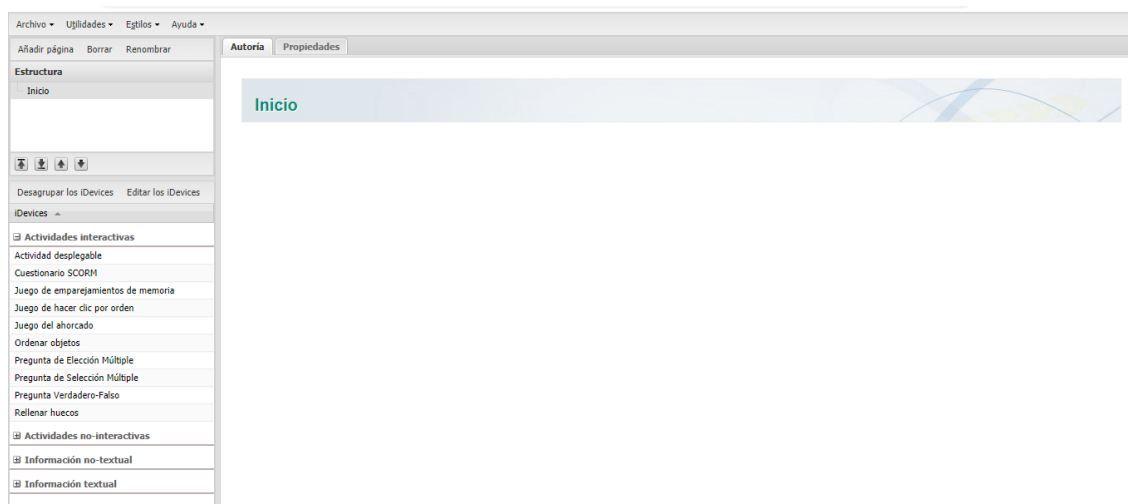 Archivo Utilidades Estilos Ayuda
Añadir página Borrar Renombrar
Autoría Propiedades
Estructura
Inicio
Inicio
Desagrupar los iDevices Editar los iDevices
iDevices
Actividades interactivas
Actividad desplegable
Cuestionario SCORM
Juego de emparejamientos de memoria
Juego de hacer clic por orden
Juego del ahorcado
Ordenar objetos
Pregunta de Elección Múltiple
Pregunta de Selección Múltiple
Pregunta Verdadero-Falso
Rellenar huecos
Actividades no-interactivas
Información no-textual
Información textual